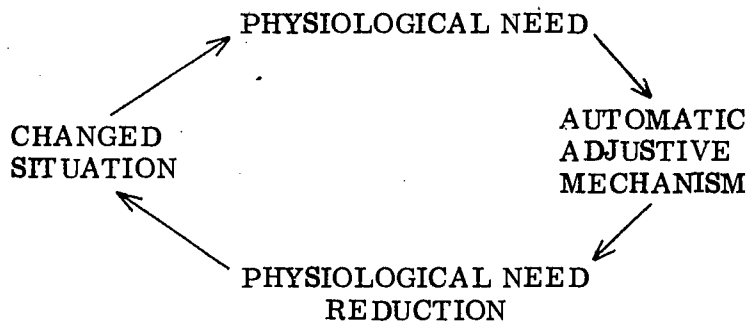 PHYSIOLOGICAL NEED
AUTOMATIC
ADJUSTIVE
MECHANISM
PHYSIOLOGICAL NEED
REDUCTION
CHANGED
SITUATION